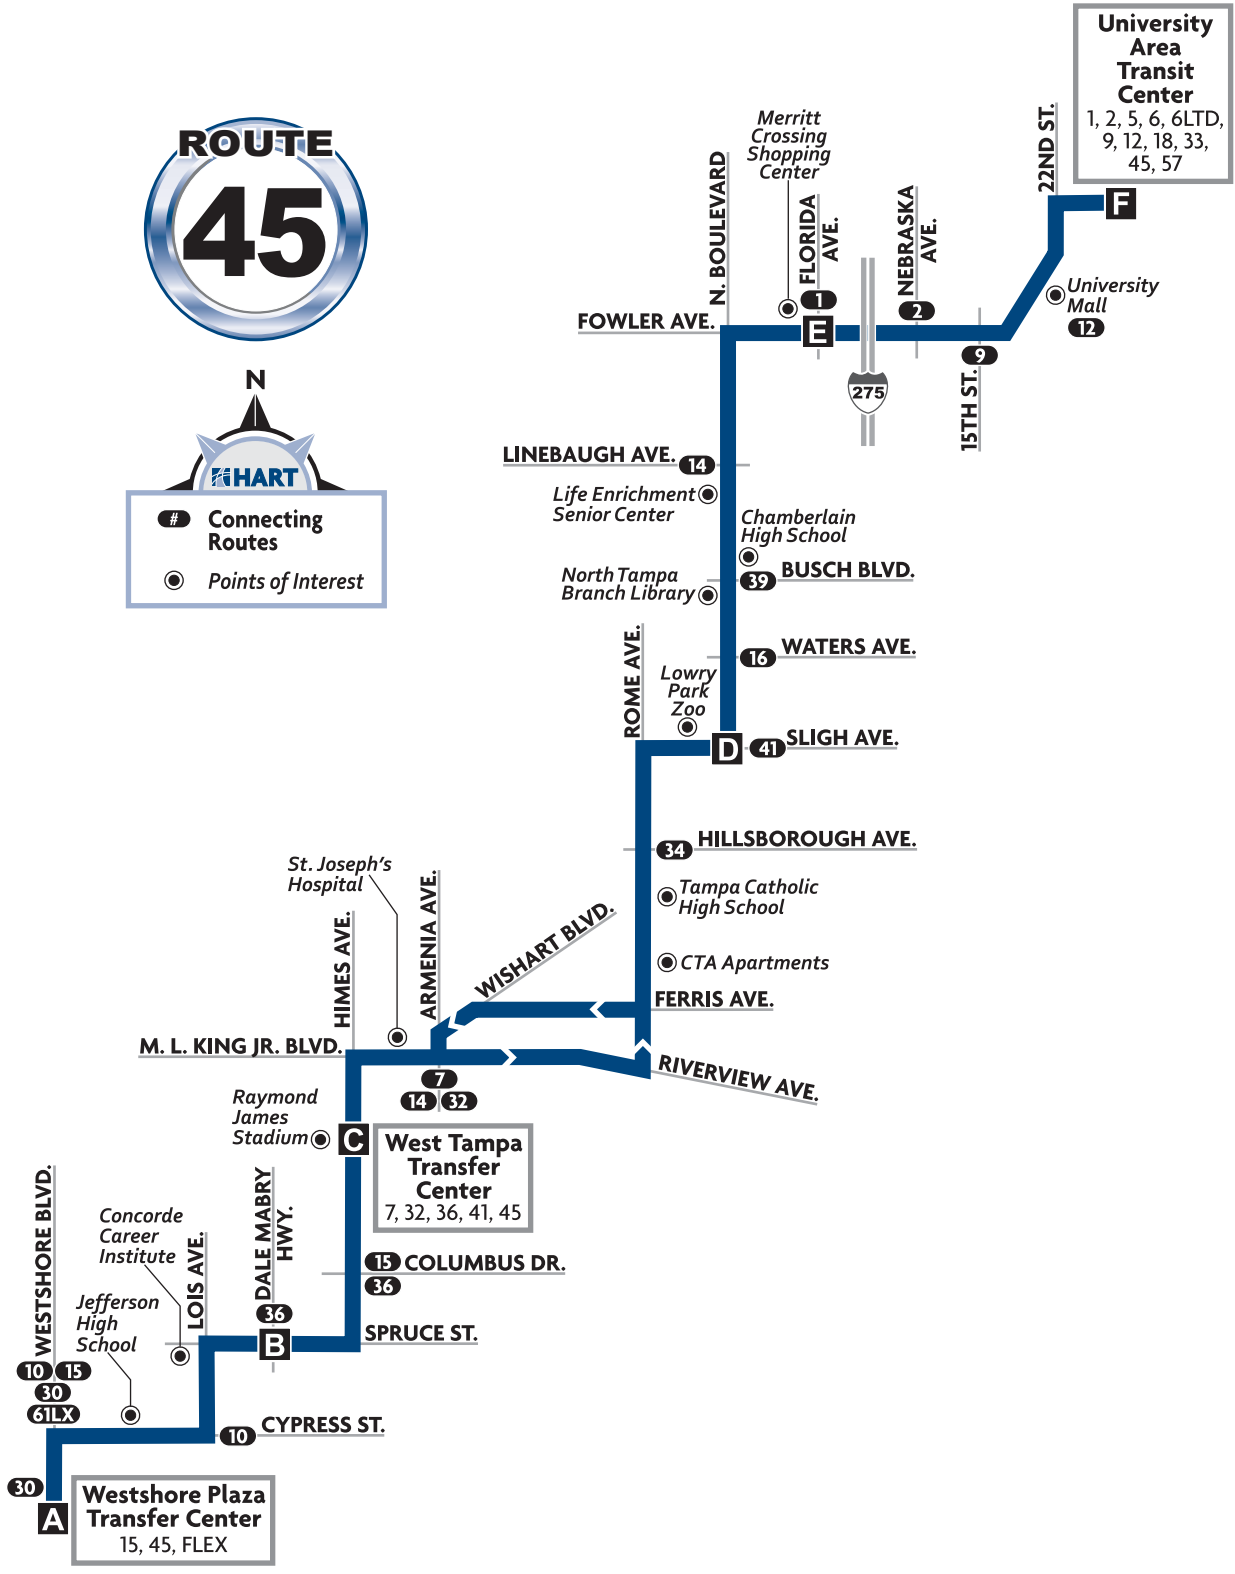 University
Area
Transit
Center
1, 2, 5, 6, 6LTD,
9, 12, 18, 33,
45, 57
ROUTE
45
N
HART
# Connecting
Routes
Points of Interest
Merritt
Crossing
Shopping
Center
N. BOULEVARD
FLORIDA
AVE.
NEBRASKA
AVE.
22ND ST.
F
University
Mall
12
1
2
FOWLER AVE.
E
9
275
15TH ST.
LINEBAUGH AVE.
14
Life Enrichment
Senior Center
Chamberlain
High School
39
BUSCH BLVD.
North Tampa
Branch Library
16
WATERS AVE.
ROME AVE.
Lowry
Park
Zoo
D
41
SLIGH AVE.
34
HILLSBOROUGH AVE.
Tampa Catholic
High School
CTA Apartments
St. Joseph's
Hospital
HIMES AVE.
ARMENIA AVE.
WISHART BLVD.
FERRIS AVE.
M. L. KING JR. BLVD.
RIVERVIEW AVE.
7
14 32
Raymond
James
Stadium
C
West Tampa
Transfer
Center
7, 32, 36, 41, 45
WESTSHORE BLVD.
Concorde
Career
Institute
LOIS AVE.
DALE MABRY
HWY.
15
COLUMBUS DR.
36
Jefferson
High
School
36
B
SPRUCE ST.
10 15
30
61LX
10
CYPRESS ST.
30
A
Westshore Plaza
Transfer Center
15, 45, FLEX